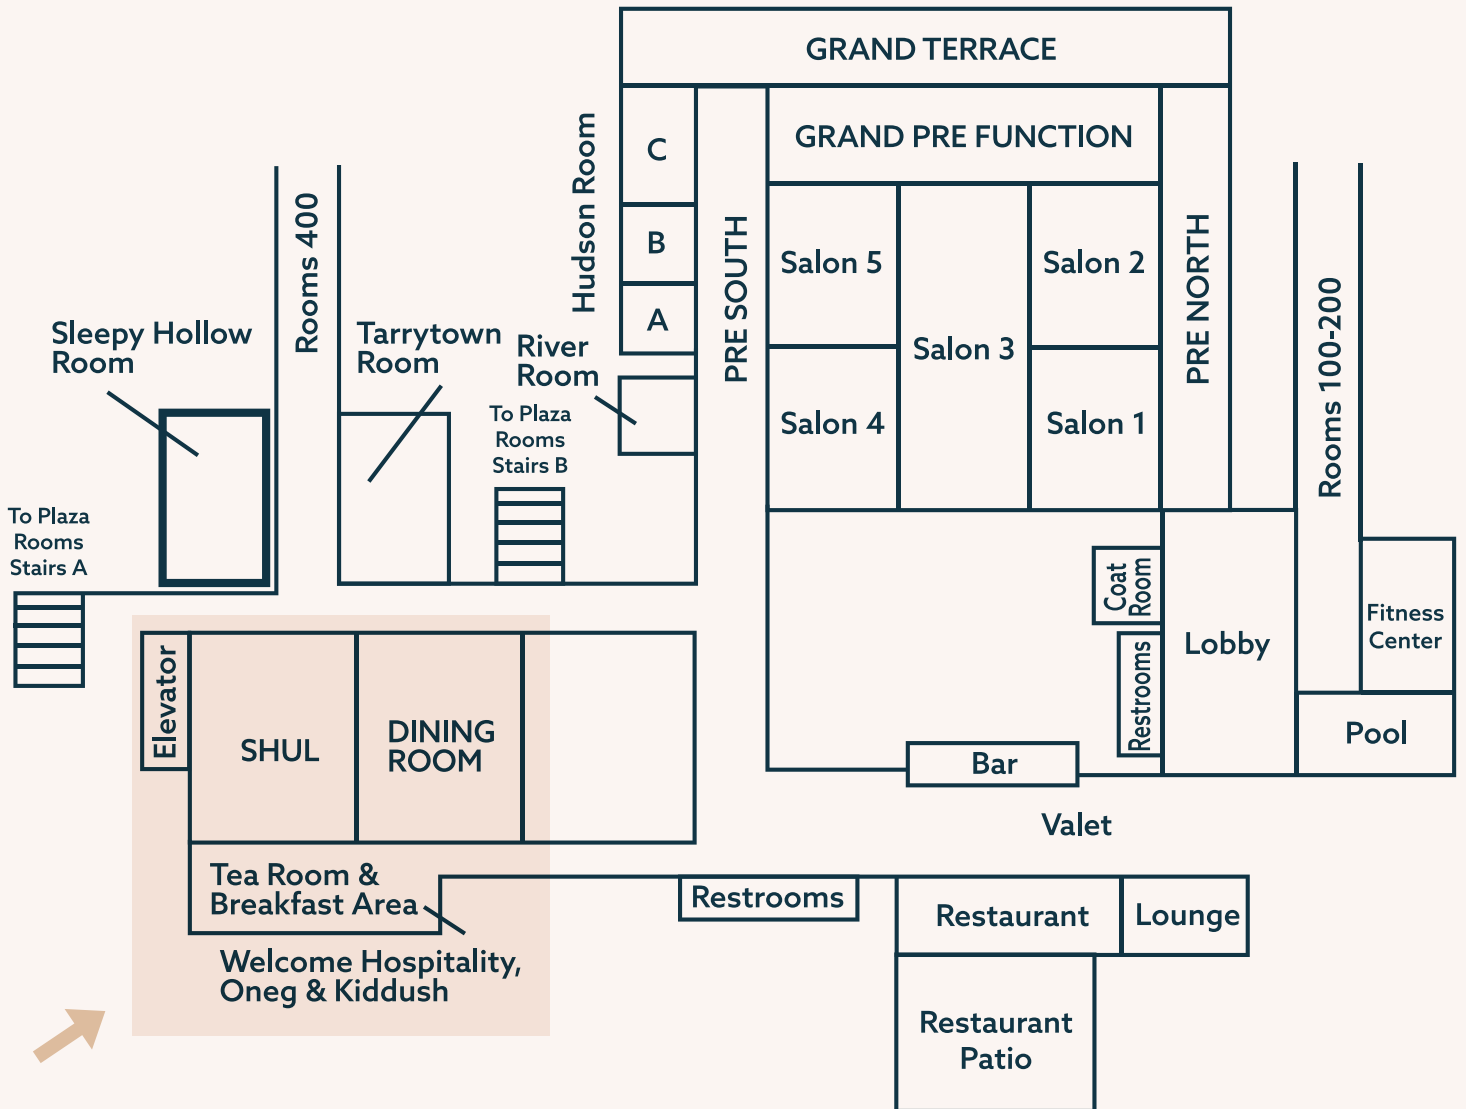 GRAND TERRACE
GRAND PRE FUNCTION
Hudson Room
C
B
A
PRE SOUTH
Salon 5
Salon 2
Salon 3
Salon 4
Salon 1
PRE NORTH
Rooms 400
Rooms 100-200
Sleepy Hollow
Room
Tarrytown
Room
River
Room
To Plaza
Rooms
Stairs B
To Plaza
Rooms
Stairs A
Coat
Room
Restrooms
Lobby
Fitness
Center
Pool
Bar
Valet
Elevator
SHUL
DINING
ROOM
Tea Room &
Breakfast Area
Welcome Hospitality,
Oneg & Kiddush
Restrooms
Restaurant
Lounge
Restaurant
Patio